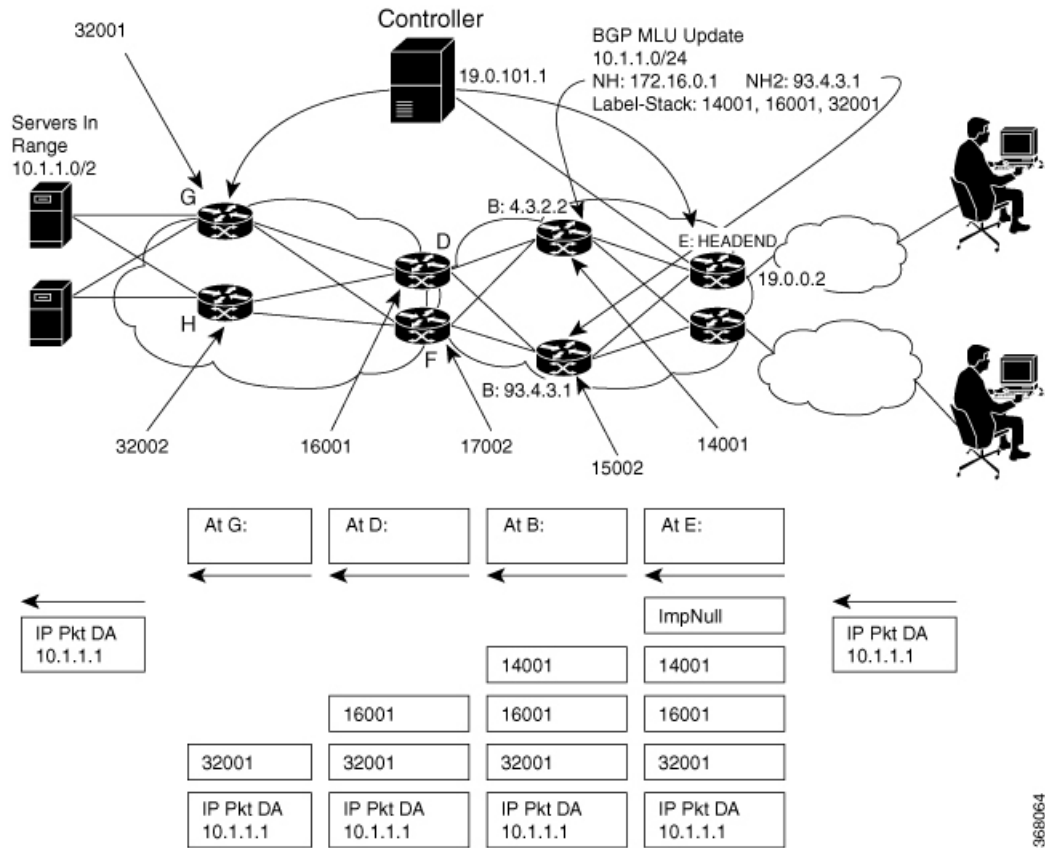 Controller
32001
19.0.101.1
BGP MLU Update
10.1.1.0/24
NH: 172.16.0.1 NH2: 93.4.3.1
Label-Stack: 14001, 16001, 32001
Servers In
Range
10.1.1.0/2
G
B: 4.3.2.2
D
E: HEADEND
19.0.0.2
H
F
B: 93.4.3.1
32002
16001
17002
15002
14001
At G:
At D:
At B:
At E:
IP Pkt DA
10.1.1.1
ImpNull
IP Pkt DA
10.1.1.1
14001
14001
16001
16001
16001
32001
32001
32001
32001
IP Pkt DA
10.1.1.1
IP Pkt DA
10.1.1.1
IP Pkt DA
10.1.1.1
IP Pkt DA
10.1.1.1
368064